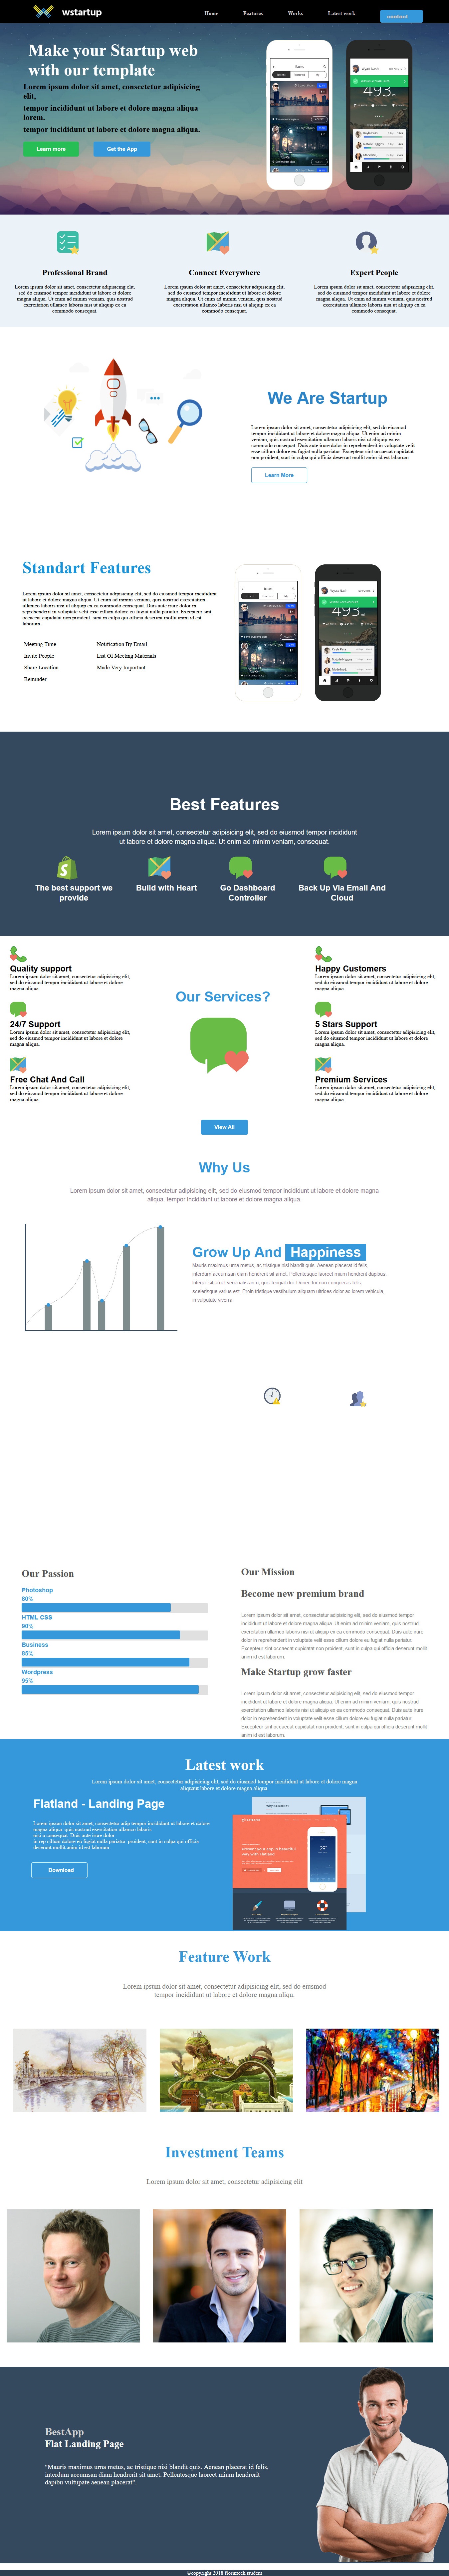 wstartup
Home Features Works Latest work contact
Make your Startup web
with our template
Lorem ipsum dolor sit amet, consectetur adipisicing
elit,
tempor incididunt ut labore et dolore magna aliqua
lorem.
tempor incididunt ut labore et dolore magna aliqua.
Learn more Get the App
493
Professional Brand
Lorem ipsum dolor sit amet, consectetur adipisicing elit,
sed do eiusmod tempor incididunt ut labore et dolore
magna aliqua. Ut enim ad minim veniam, quis nostrud
exercitation ullamco laboris nisi ut aliquip ex ea
commodo consequat.
Connect Everywhere
Lorem ipsum dolor sit amet, consectetur adipisicing elit,
sed do eiusmod tempor incididunt ut labore et dolore
magna aliqua. Ut enim ad minim veniam, quis nostrud
exercitation ullamco laboris nisi ut aliquip ex ea
commodo consequat.
Expert People
Lorem ipsum dolor sit amet, consectetur adipisicing elit,
sed do eiusmod tempor incididunt ut labore et dolore
magna aliqua. Ut enim ad minim veniam, quis nostrud
exercitation ullamco laboris nisi ut aliquip ex ea
commodo consequat.
We Are Startup
Lorem ipsum dolor sit amet, consectetur adipisicing elit, sed do eiusmod
tempor incididunt ut labore et dolore magna aliqua. Ut enim ad minim
veniam, quis nostrud exercitation ullamco laboris nisi ut aliquip ex ea
commodo consequat. Duis aute irure dolor in reprehenderit in voluptate velit
esse cillum dolore eu fugiat nulla pariatur. Excepteur sint occaecat cupidatat
non proident, sunt in culpa qui officia deserunt mollit anim id est laborum.
Learn More
Standart Features
Lorem ipsum dolor sit amet, consectetur adipisicing elit, sed do eiusmod tempor incididunt
ut labore et dolore magna aliqua. Ut enim ad minim veniam, quis nostrud exercitation
ullamco laboris nisi ut aliquip ex ea commodo consequat. Duis aute irure dolor in
reprehenderit in voluptate velit esse cillum dolore eu fugiat nulla pariatur. Excepteur sint
occaecat cupidatat non proident, sunt in culpa qui officia deserunt mollit anim id est
laborum.
Meeting Time Notification By Email
Invite People List Of Meeting Materials
Share Location Made Very Important
Reminder
493
Best Features
Lorem ipsum dolor sit amet, consectetur adipisicing elit, sed do eiusmod tempor incididunt
ut labore et dolore magna aliqua. Ut enim ad minim veniam, consequat.
The best support we
provide
Build with Heart
Go Dashboard
Controller
Back Up Via Email And
Cloud
Quality support
Lorem ipsum dolor sit amet, consectetur adipisicing elit,
sed do eiusmod tempor incididunt ut labore et dolore
magna aliqua.
24/7 Support
Lorem ipsum dolor sit amet, consectetur adipisicing elit,
sed do eiusmod tempor incididunt ut labore et dolore
magna aliqua.
Free Chat And Call
Lorem ipsum dolor sit amet, consectetur adipisicing elit,
sed do eiusmod tempor incididunt ut labore et dolore
magna aliqua.
Our Services?
View All
Happy Customers
Lorem ipsum dolor sit amet, consectetur adipisicing elit,
sed do eiusmod tempor incididunt ut labore et dolore
magna aliqua.
5 Stars Support
Lorem ipsum dolor sit amet, consectetur adipisicing elit,
sed do eiusmod tempor incididunt ut labore et dolore
magna aliqua.
Premium Services
Lorem ipsum dolor sit amet, consectetur adipisicing elit,
sed do eiusmod tempor incididunt ut labore et dolore
magna aliqua.
Why Us
Lorem ipsum dolor sit amet, consectetur adipisicing elit, sed do eiusmod tempor incididunt ut labore et dolore magna
aliqua. tempor incididunt ut labore et dolore magna aliqua.
Grow Up And Happiness
Mauris maximus urna metus, ac tristique nisi blandit quis. Aenean placerat id felis,
interdum accumsan diam hendrerit sit amet. Pellentesque laoreet mium hendrerit dapibus.
Integer sit amet venenatis arcu, quis feugiat dui. Donec tur non congueras felis,
scelerisque varius est. Proin tristique vestibulum aliquam ultrices dolor ac lorem vehicula,
in vulputate viverra
Our Passion
Photoshop
80%
HTML CSS
90%
Business
85%
Wordpress
95%
Our Mission
Become new premium brand
Lorem ipsum dolor sit amet, consectetur adipisicing elit, sed do eiusmod tempor
incididunt ut labore et dolore magna aliqua. Ut enim ad minim veniam, quis nostrud
exercitation ullamco laboris nisi ut aliquip ex ea commodo consequat. Duis aute irure
dolor in reprehenderit in voluptate velit esse cillum dolore eu fugiat nulla pariatur.
Excepteur sint occaecat cupidatat non proident, sunt in culpa qui officia deserunt mollit
anim id est laborum
Make Startup grow faster
Lorem ipsum dolor sit amet, consectetur adipisicing elit, sed do eiusmod tempor
incididunt ut labore et dolore magna aliqua. Ut enim ad minim veniam, quis nostrud
exercitation ullamco laboris nisi ut aliquip ex ea commodo consequat. Duis aute irure
dolor in reprehenderit in voluptate velit esse cillum dolore eu fugiat nulla pariatur.
Excepteur sint occaecat cupidatat non proident, sunt in culpa qui officia deserunt mollit
anim id est laborum.
Latest work
Lorem ipsum dolor sit amet, consectetur adipisicing elit, sed do eiusmod tempor incididunt ut labore et dolore magna
aliquant ut labore et dolore magna aliqua.
Flatland - Landing Page
Lorem ipsum dolor sit amet, consectetur adip tempor incididunt ut labore et dolore
magna aliqua. quis nostrud exercitation ullamco laboris
nisi a consequat. Duis aute irure dolor
in rep cillum dolore eu fugiat nulla pariatur. proident, sunt in culpa qui officia
deserunt mollit anim id est laborum.
Download
Feature Work
Lorem ipsum dolor sit amet, consectetur adipisicing elit, sed do eiusmod
tempor incididunt ut labore et dolore magna aliqu.
Investment Teams
Lorem ipsum dolor sit amet, consectetur adipisicing elit
BestApp
Flat Landing Page
"Mauris maximus urna metus, ac tristique nisi blandit quis. Aenean placerat id felis,
interdum accumsan diam hendrerit sit amet. Pellentesque laoreet mium hendrerit
dapibu vultupate aenean placerat".
©copyright 2018 florantech student